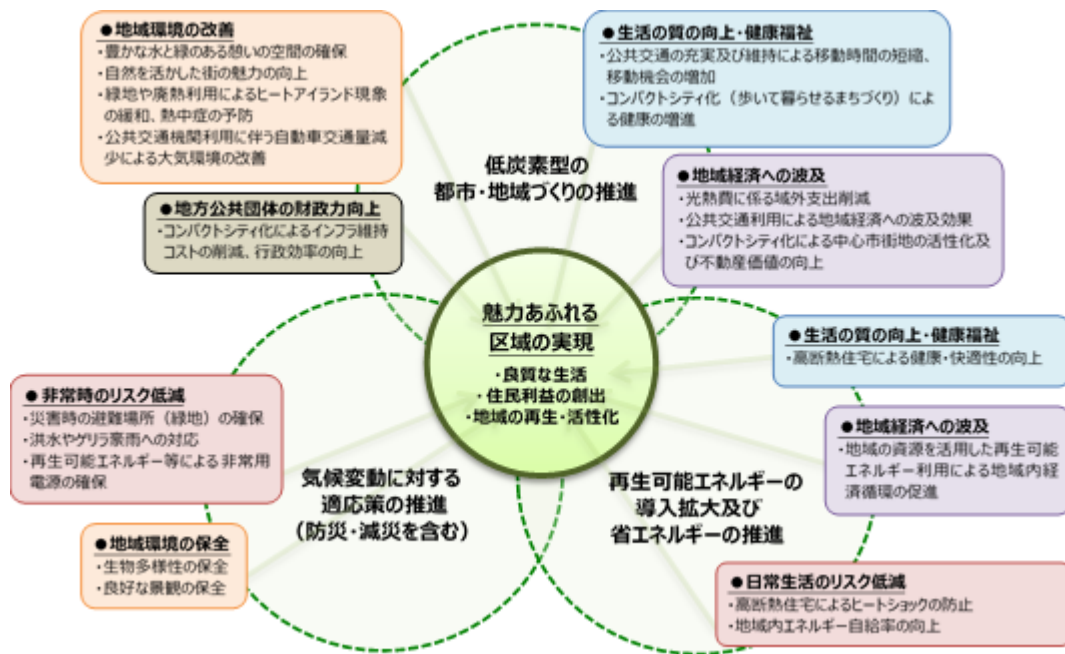 ●地域環境の改善
・豊かな水と緑のある憩いの空間の確保
・自然を活かした街の魅力の向上
・緑地や廃熱利用によるヒートアイランド現象
の緩和、熱中症の予防
・公共交通機関利用に伴う自動車交通量減
少による大気環境の改善
●地方公共団体の財政力向上
・コンパクトシティ化によるインフラ維持
コストの削減、行政効率の向上
●生活の質の向上・健康福祉
・公共交通の充実及び維持による移動時間の短縮、
移動機会の増加
・コンパクトシティ化（歩いて暮らせるまちづくり）によ
る健康の増進
●地域経済への波及
・光熱費に係る域外支出削減
・公共交通利用による地域経済への波及効果
・コンパクトシティ化による中心市街地の活性化及
び不動産価値の向上
低炭素型の
都市・地域づくりの推進
魅力あふれる
区域の実現
・良質な生活
・住民利益の創出
・地域の再生・活性化
●生活の質の向上・健康福祉
・高断熱住宅による健康・快適性の向上
●地域経済への波及
・地域の資源を活用した再生可能
エネルギー利用による地域内経
済循環の促進
●日常生活のリスク低減
・高断熱住宅によるヒートショックの防止
・地域内エネルギー自給率の向上
再生可能エネルギーの
導入拡大及び
省エネルギーの推進
●非常時のリスク低減
・災害時の避難場所（緑地）の確保
・洪水やゲリラ豪雨への対応
・再生可能エネルギー等による非常用
電源の確保
●地域環境の保全
・生物多様性の保全
・良好な景観の保全
気候変動に対する
適応策の推進
（防災・減災を含む）